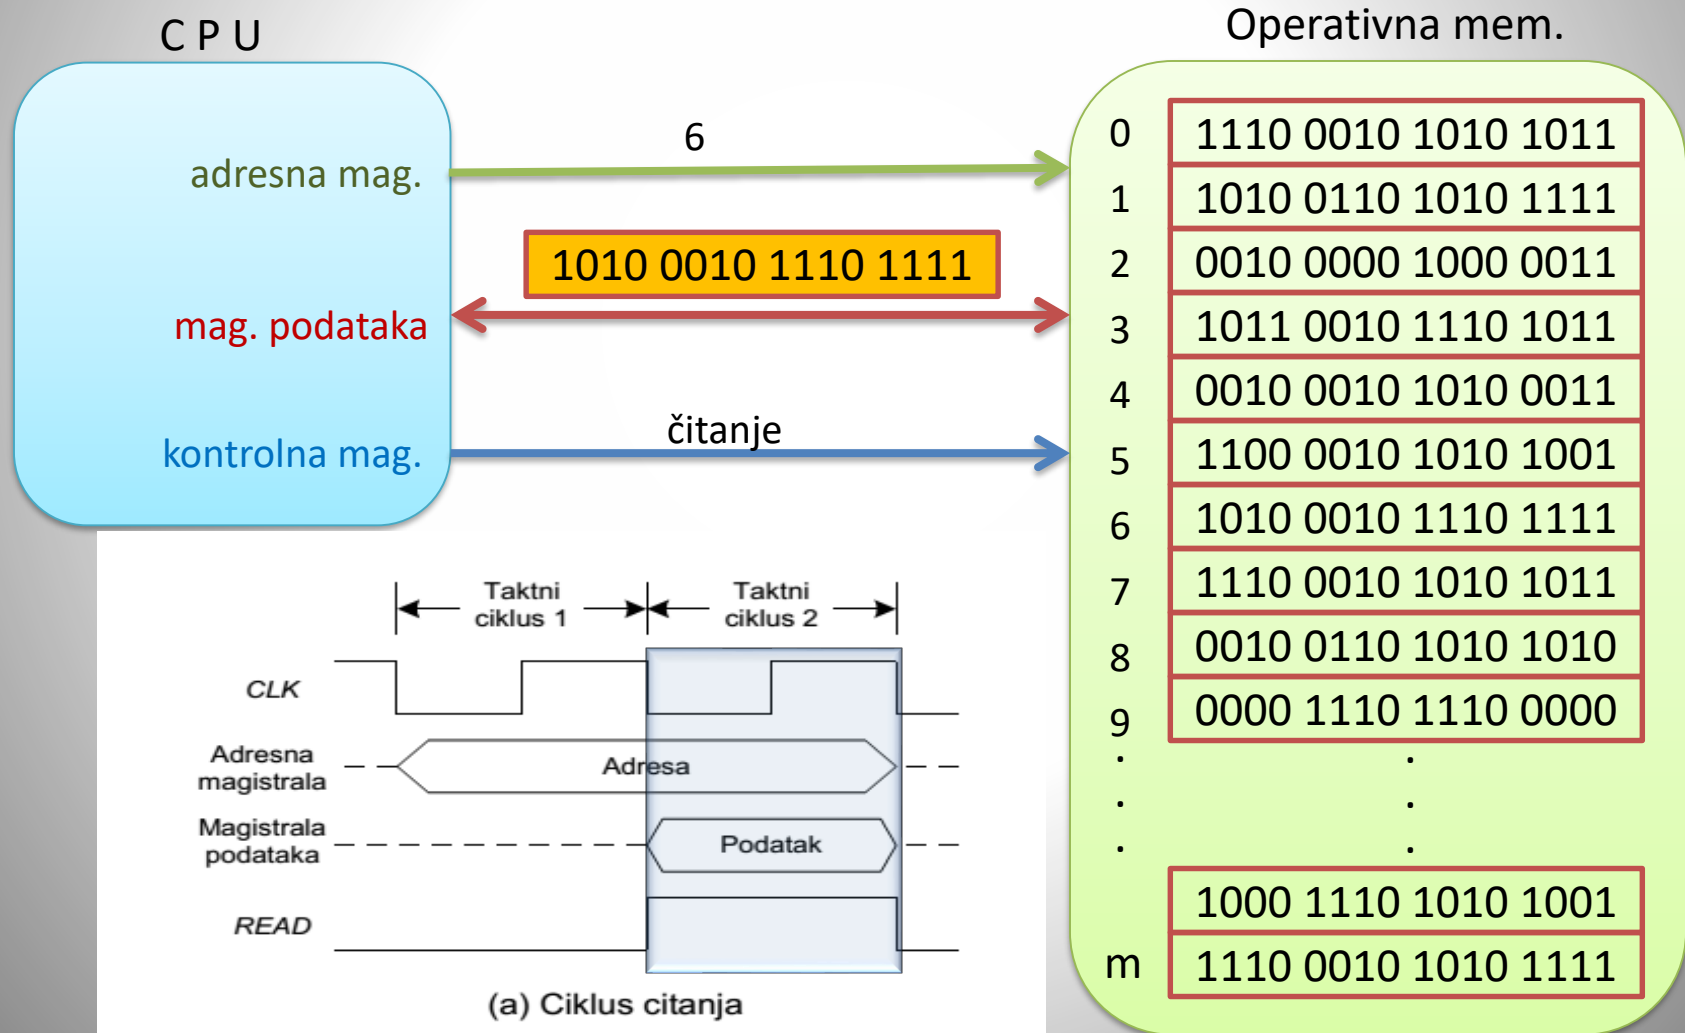 C P U
Operativna mem.
adresna mag.
6
1010 0010 1110 1111
mag. podataka
čitanje
kontrolna mag.
0 1110 0010 1010 1011
1 1010 0110 1010 1111
2 0010 0000 1000 0011
3 1011 0010 1110 1011
4 0010 0010 1010 0011
5 1100 0010 1010 1001
6 1010 0010 1110 1111
7 1110 0010 1010 1011
8 0010 0110 1010 1010
9 0000 1110 1110 0000
. .
. .
. .
1000 1110 1010 1001
m 1110 0010 1010 1111
Taktni
ciklus 1
Taktni
ciklus 2
CLK
Adresna
magistrala
Adresa
Magistrala
podataka
Podatak
READ
(a) Ciklus citanja